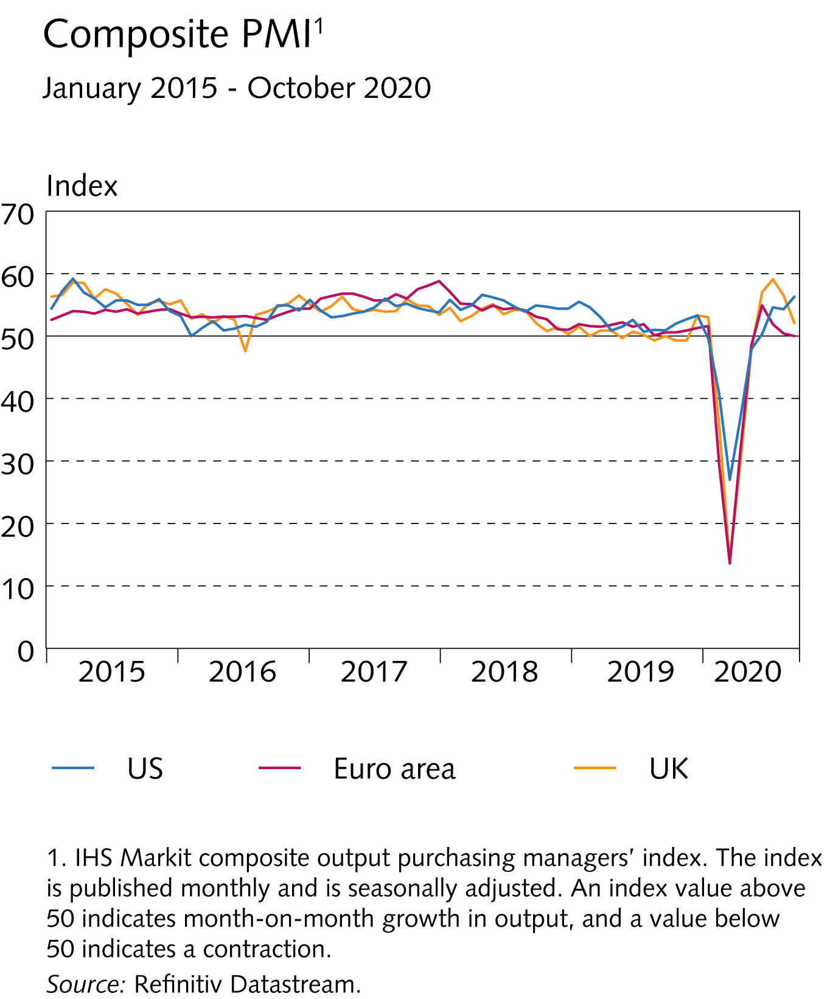 Composite PMI¹
January 2015 - October 2020
Index
70
60
50
40
30
20
10
0
2015 2016 2017 2018 2019 2020
US Euro area UK
1. IHS Markit composite output purchasing managers’ index. The index
is published monthly and is seasonally adjusted. An index value above
50 indicates month-on-month growth in output, and a value below
50 indicates a contraction.
Source: Refinitiv Datastream.